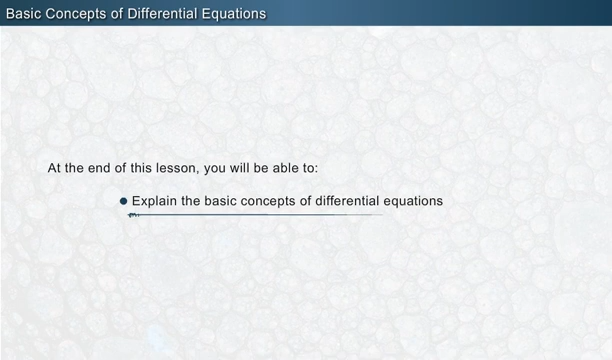 Basic Concepts of Differential Equations
At the end of this lesson, you will be able to:
Explain the basic concepts of differential equations